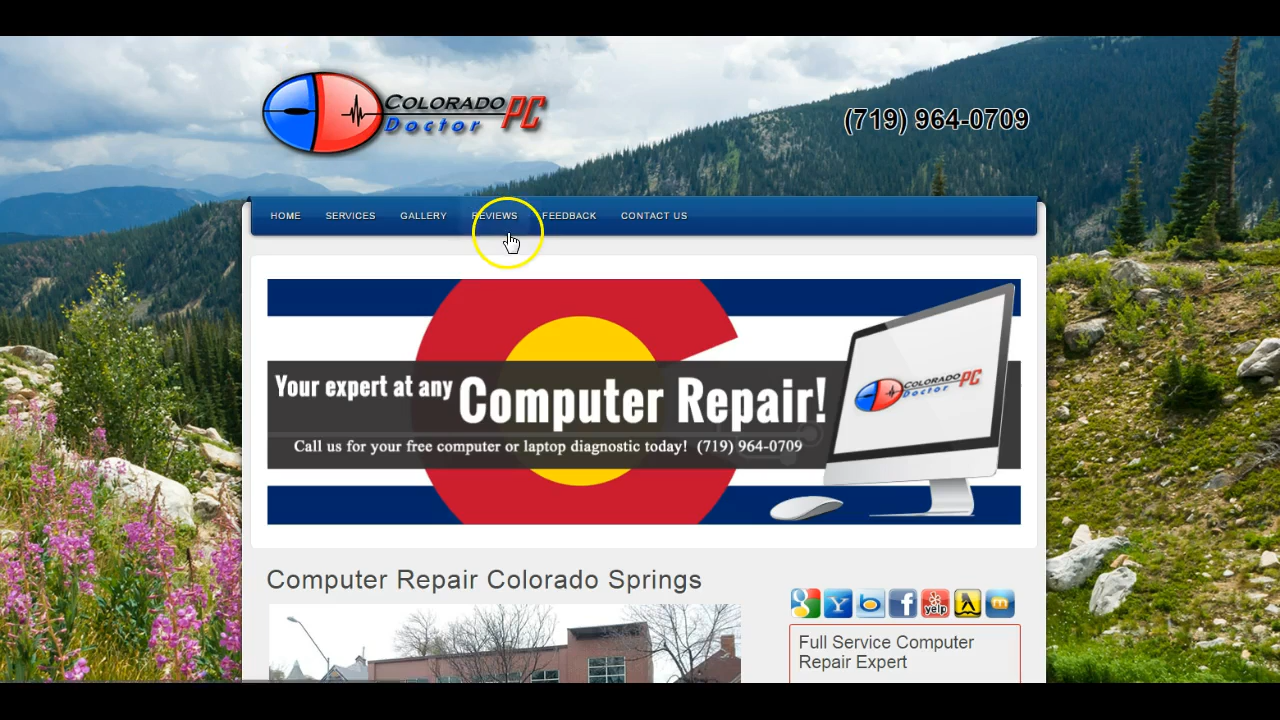 COLORADO PC
Doctor
(719) 964-0709
HOME SERVICES GALLERY REVIEWS FEEDBACK CONTACT US
Your expert at any Computer Repair!
Call us for your free computer or laptop diagnostic today! (719) 964-0709
COLORADO PC
Doctor
Computer Repair Colorado Springs
g Y b f yelp m
Full Service Computer
Repair Expert